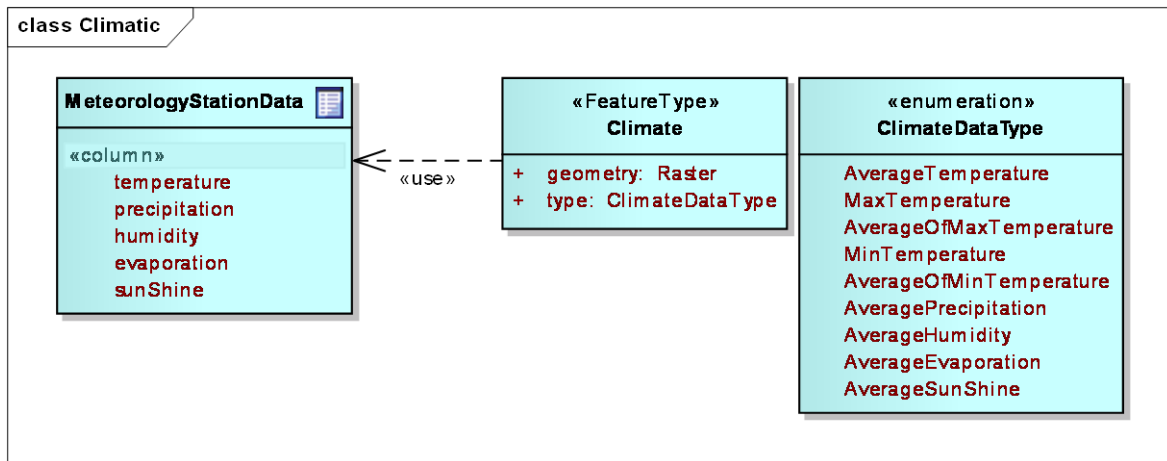 class Climatic
MeteorologyStationData
«column»
temperature
precipitation
humidity
evaporation
sunShine
«use»
«FeatureType»
Climate
+ geometry: Raster
+ type: ClimateDataType
«enumeration»
ClimateDataType
AverageTemperature
MaxTemperature
AverageOfMaxTemperature
MinTemperature
AverageOfMinTemperature
AveragePrecipitation
AverageHumidity
AverageEvaporation
AverageSunShine